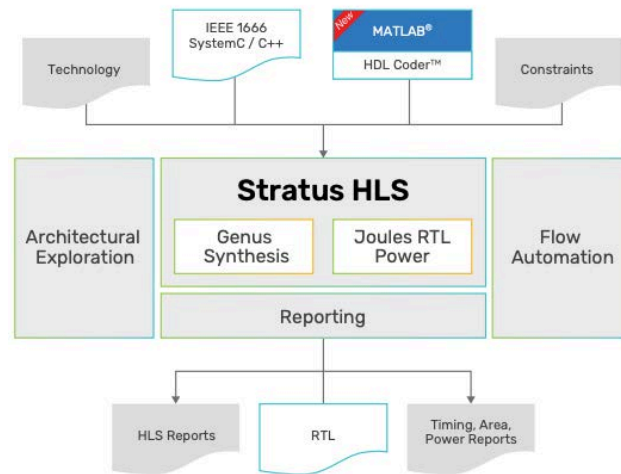 Technology
IEEE 1666
SystemC / C++
New
MATLAB®
HDL Coder™
Constraints
Architectural
Exploration
Stratus HLS
Genus
Synthesis
Joules RTL
Power
Flow
Automation
Reporting
HLS Reports
RTL
Timing, Area,
Power Reports